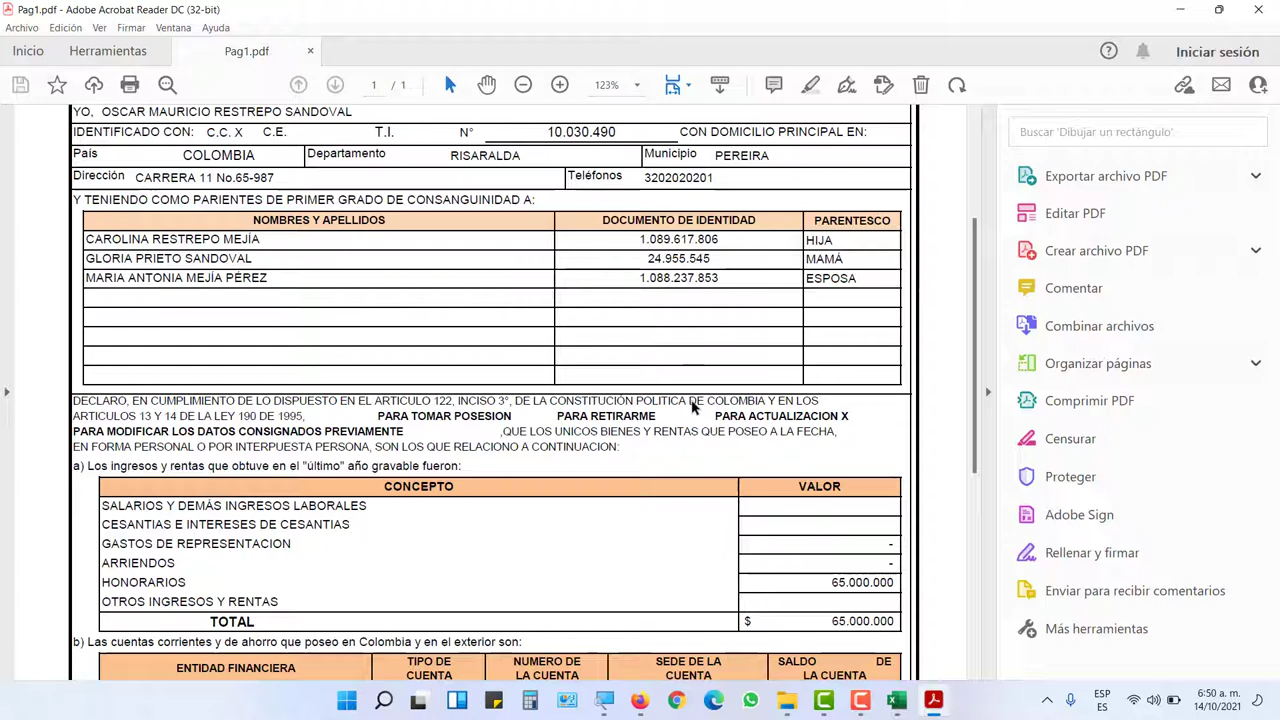 Pag1.pdf - Adobe Acrobat Reader DC (32-bit)
Archivo Edición Ver Firmar Ventana Ayuda
Inicio Herramientas Pag1.pdf × Iniciar sesión
1 / 1 123%
YO, OSCAR MAURICIO RESTREPO SANDOVAL
IDENTIFICADO CON: C.C. X C.E. T.I. N° 10.030.490 CON DOMICILIO PRINCIPAL EN:
País COLOMBIA Departamento RISARALDA Municipio PEREIRA
Dirección CARRERA 11 No.65-987 Teléfonos 3202020201
Y TENIENDO COMO PARIENTES DE PRIMER GRADO DE CONSANGUINIDAD A:
NOMBRES Y APELLIDOS DOCUMENTO DE IDENTIDAD PARENTESCO
CAROLINA RESTREPO MEJÍA 1.089.617.806 HIJA
GLORIA PRIETO SANDOVAL 24.955.545 MAMÁ
MARIA ANTONIA MEJÍA PÉREZ 1.088.237.853 ESPOSA
DECLARO, EN CUMPLIMIENTO DE LO DISPUESTO EN EL ARTICULO 122, INCISO 3°, DE LA CONSTITUCIÓN POLITICA DE COLOMBIA Y EN LOS
ARTICULOS 13 Y 14 DE LA LEY 190 DE 1995, PARA TOMAR POSESION PARA RETIRARME PARA ACTUALIZACION X
PARA MODIFICAR LOS DATOS CONSIGNADOS PREVIAMENTE ,QUE LOS UNICOS BIENES Y RENTAS QUE POSEO A LA FECHA,
EN FORMA PERSONAL O POR INTERPUESTA PERSONA, SON LOS QUE RELACIONO A CONTINUACION:
a) Los ingresos y rentas que obtuve en el "último" año gravable fueron:
CONCEPTO VALOR
SALARIOS Y DEMÁS INGRESOS LABORALES
CESANTIAS E INTERESES DE CESANTIAS
GASTOS DE REPRESENTACION -
ARRIENDOS -
HONORARIOS 65.000.000
OTROS INGRESOS Y RENTAS
TOTAL $ 65.000.000
b) Las cuentas corrientes y de ahorro que poseo en Colombia y en el exterior son:
ENTIDAD FINANCIERA TIPO DE CUENTA NUMERO DE LA CUENTA SEDE DE LA CUENTA SALDO DE LA CUENTA
Buscar 'Dibujar un rectángulo'
Exportar archivo PDF
Editar PDF
Crear archivo PDF
Comentar
Combinar archivos
Organizar páginas
Comprimir PDF
Censurar
Proteger
Adobe Sign
Rellenar y firmar
Enviar para recibir comentarios
Más herramientas
ESP
ES
6:50 a. m.
14/10/2021